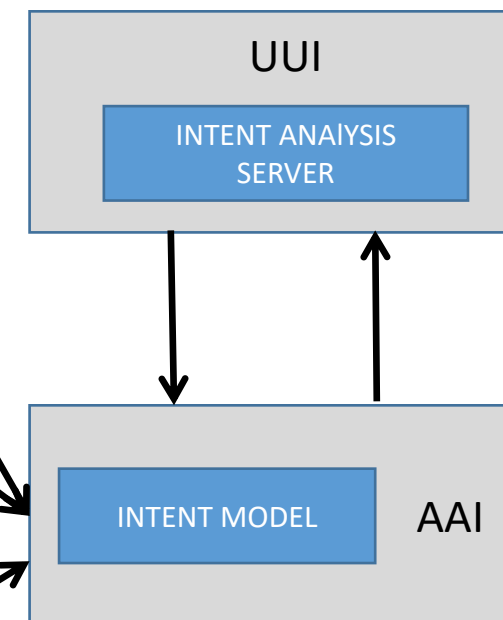 UUI
INTENT ANAlYSIS
SERVER
INTENT MODEL
AAI